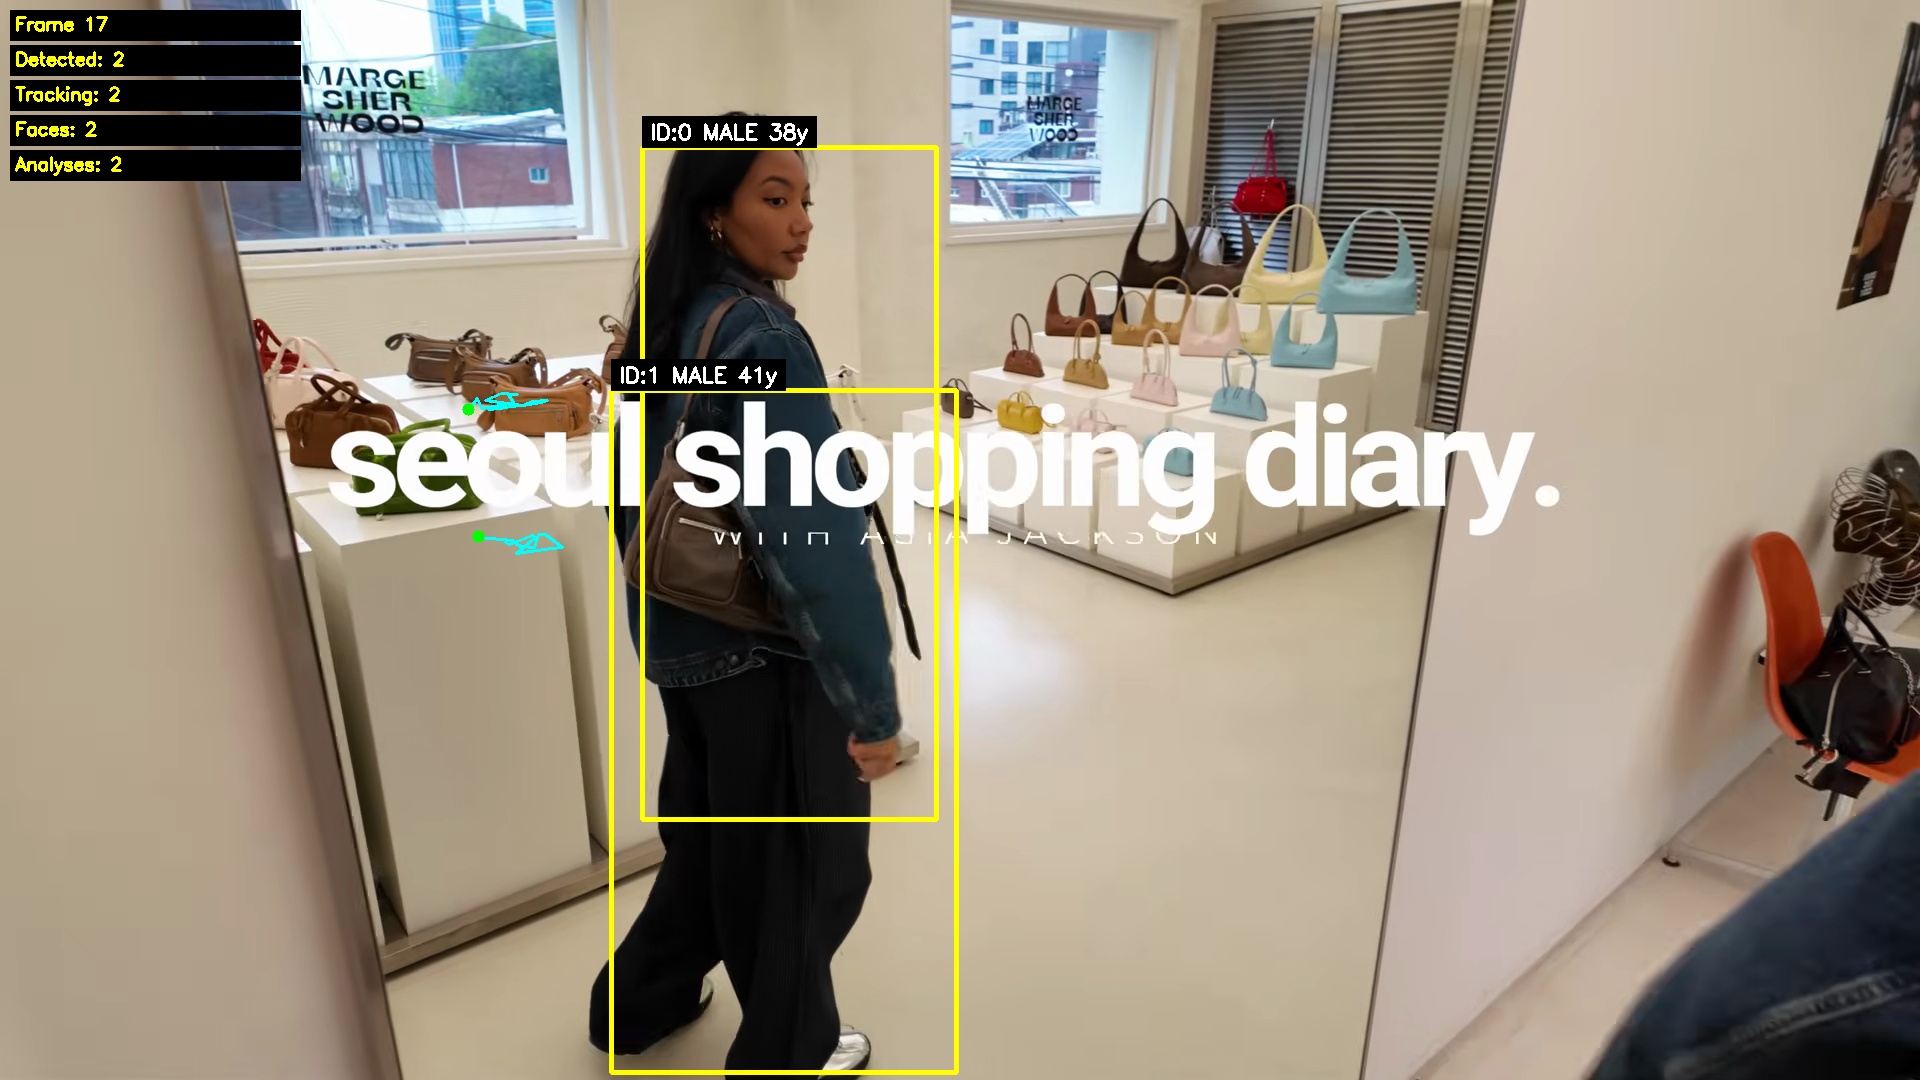 Frame 17
Detected: 2
Tracking: 2
Faces: 2
Analyses: 2
MARGE
SHER
WOOD
MARGE
SHER
WOOD
ID:0 MALE 38y
ID:1 MALE 41y
seoul shopping diary.
WITH ASIA JACKSON